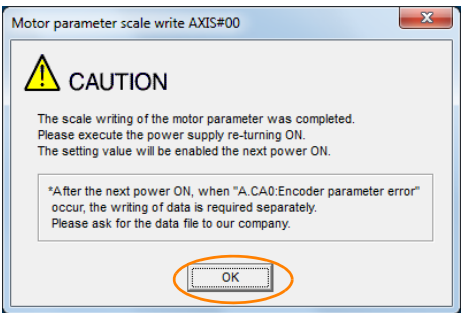 Motor parameter scale write AXIS#00
CAUTION
The scale writing of the motor parameter was completed.
Please execute the power supply re-turning ON.
The setting value will be enabled the next power ON.
*After the next power ON, when "A.CA0:Encoder parameter error"
occur, the writing of data is required separately.
Please ask for the data file to our company.
OK